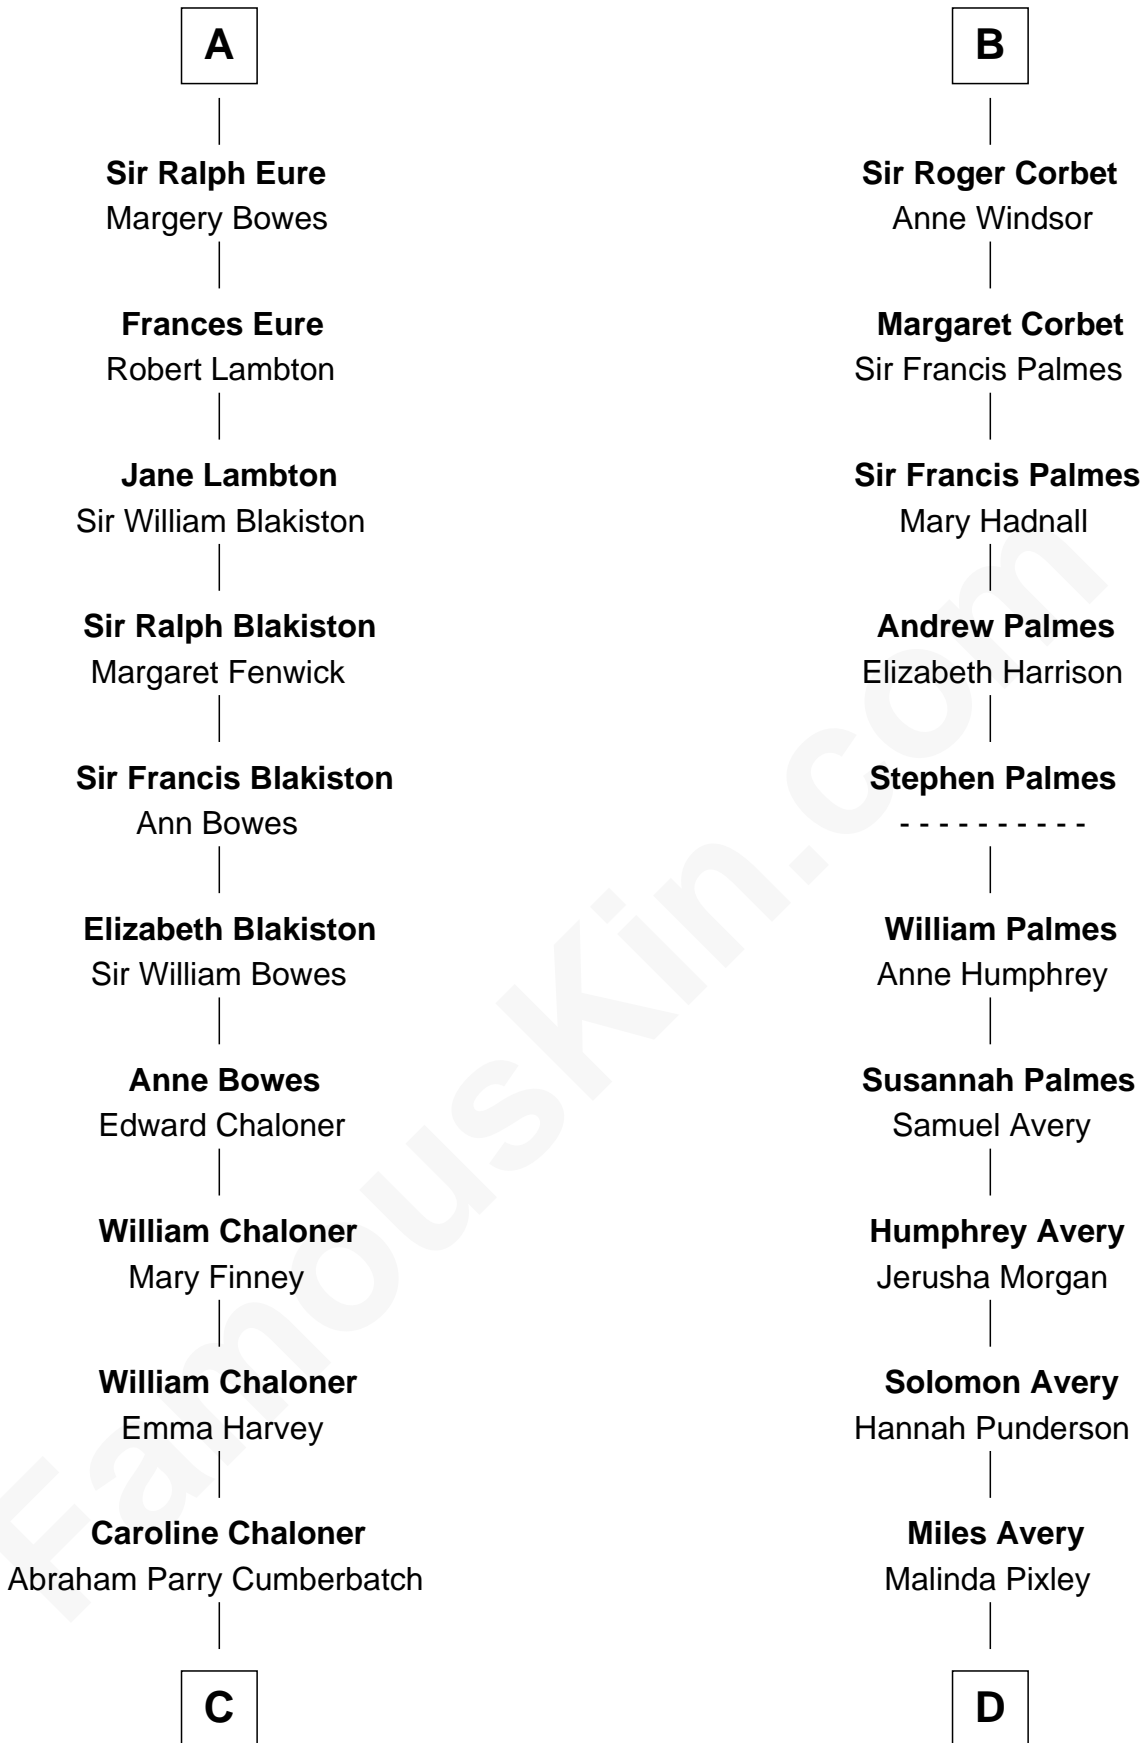 A
Sir Ralph Eure
Margery Bowes
Frances Eure
Robert Lambton
Jane Lambton
Sir William Blakiston
Sir Ralph Blakiston
Margaret Fenwick
Sir Francis Blakiston
Ann Bowes
Elizabeth Blakiston
Sir William Bowes
Anne Bowes
Edward Chaloner
William Chaloner
Mary Finney
William Chaloner
Emma Harvey
Caroline Chaloner
Abraham Parry Cumberbatch
C
B
Sir Roger Corbet
Anne Windsor
Margaret Corbet
Sir Francis Palmes
Sir Francis Palmes
Mary Hadnall
Andrew Palmes
Elizabeth Harrison
Stephen Palmes
- - - - - - - - - -
William Palmes
Anne Humphrey
Susannah Palmes
Samuel Avery
Humphrey Avery
Jerusha Morgan
Solomon Avery
Hannah Punderson
Miles Avery
Malinda Pixley
D
FamousKin.com